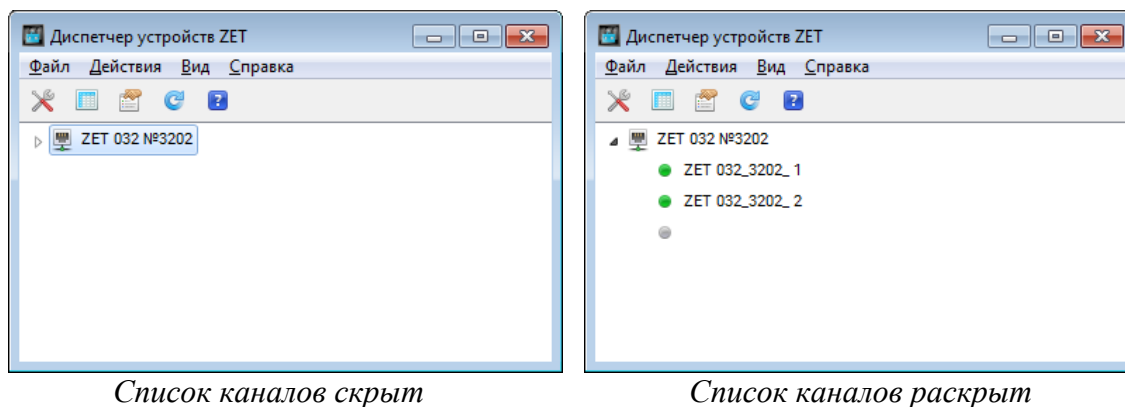 Диспетчер устройств ZET
Файл Действия Вид Справка
ZET 032 №3202
Список каналов скрыт
Диспетчер устройств ZET
Файл Действия Вид Справка
ZET 032 №3202
ZET 032_3202_ 1
ZET 032_3202_ 2
Список каналов раскрыт